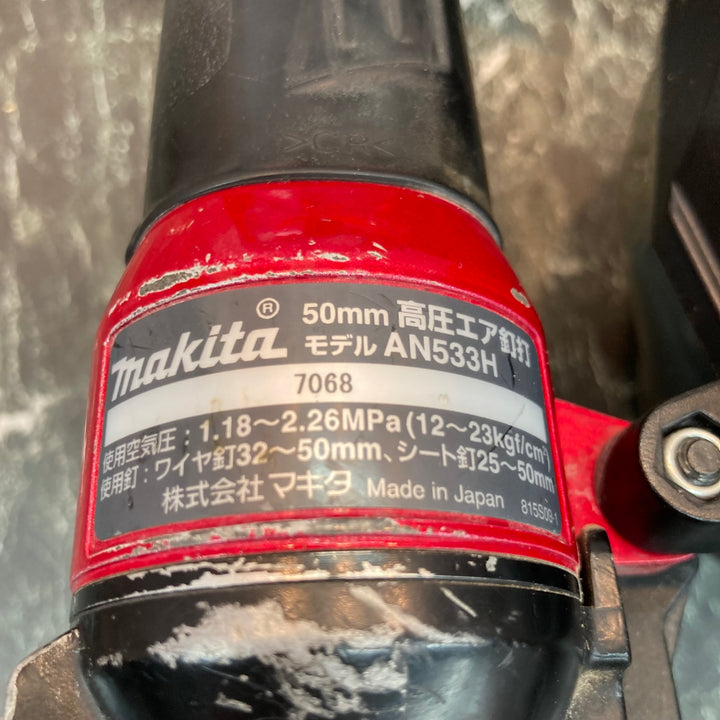 makita® 50mm 高圧エア釘打
モデル AN533H
7068
使用空気圧：1.18～2.26MPa(12～23kgf/cm²)
使用釘：ワイヤ釘32～50mm、シート釘25～50mm
株式会社 マキタ Made in Japan 815S09-1